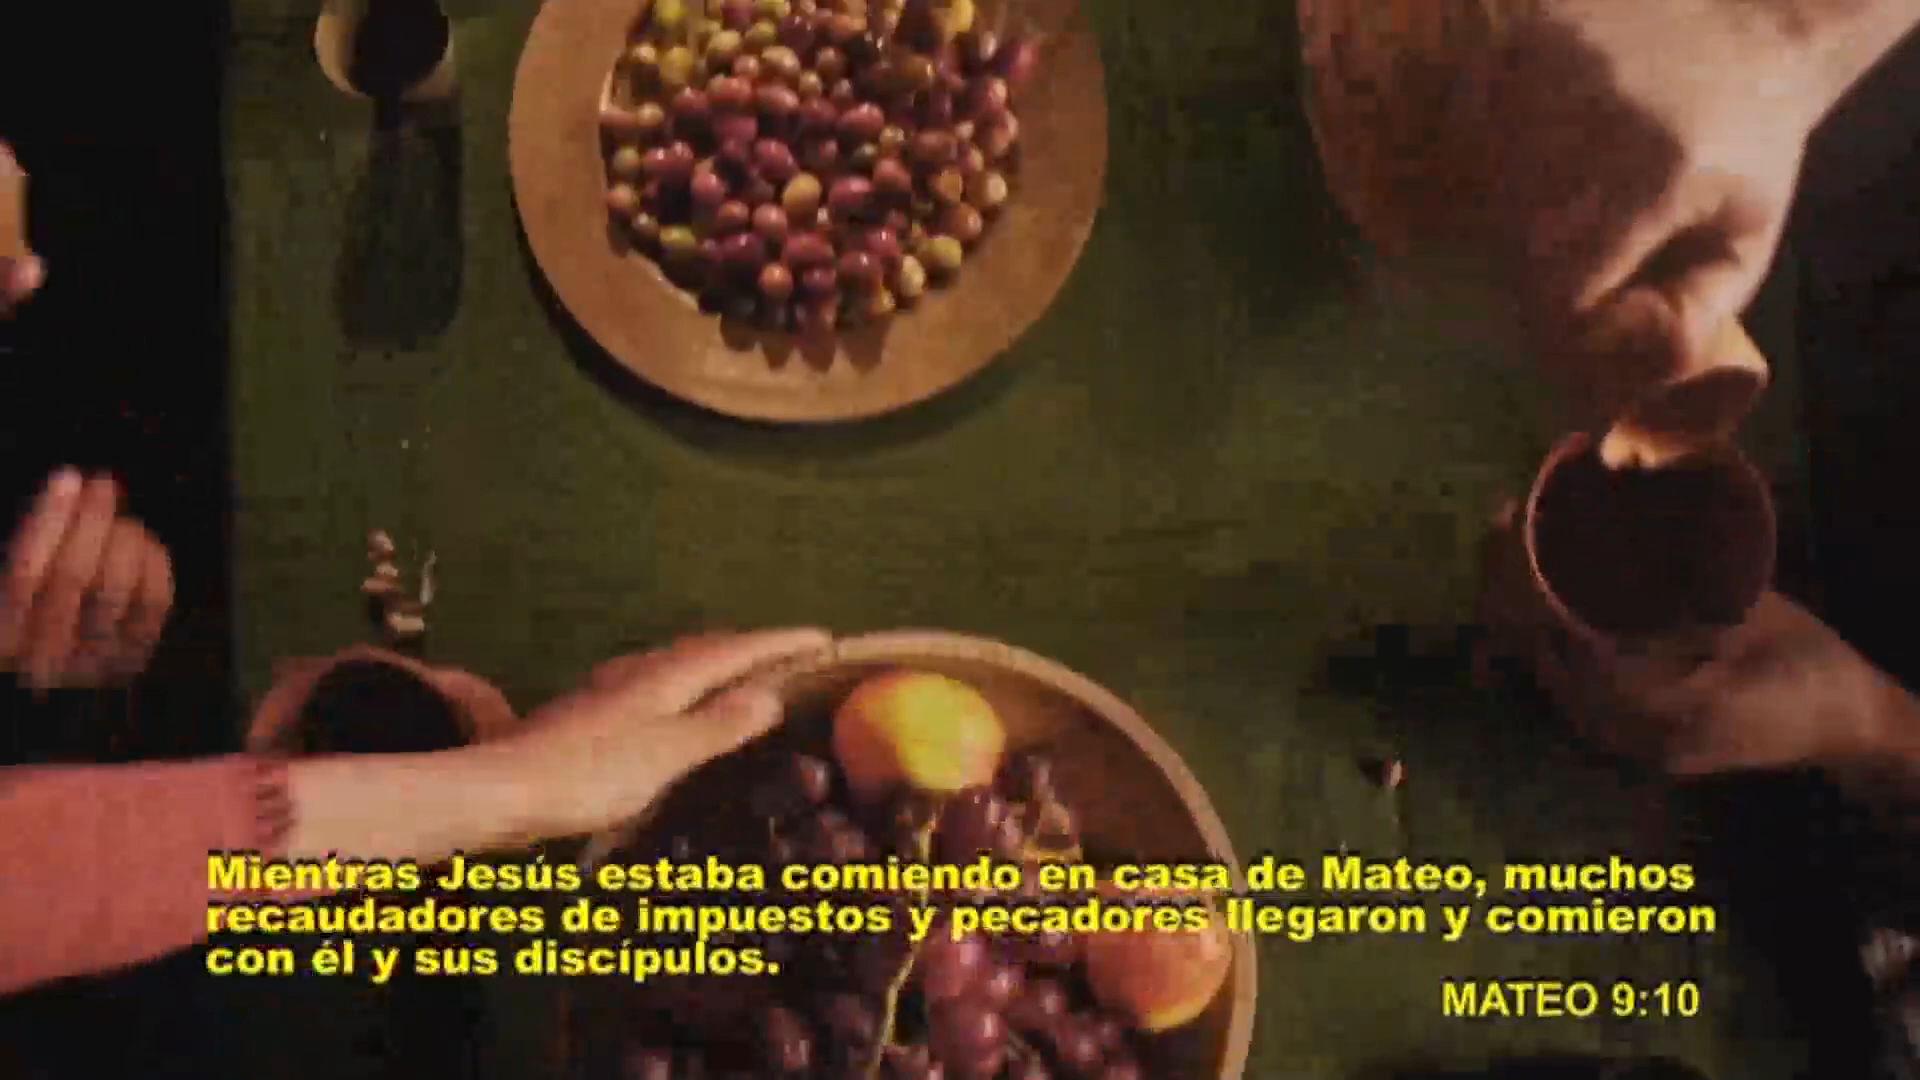 Mientras Jesús estaba comiendo en casa de Mateo, muchos
recaudadores de impuestos y pecadores llegaron y comieron
con él y sus discípulos.
MATEO 9:10